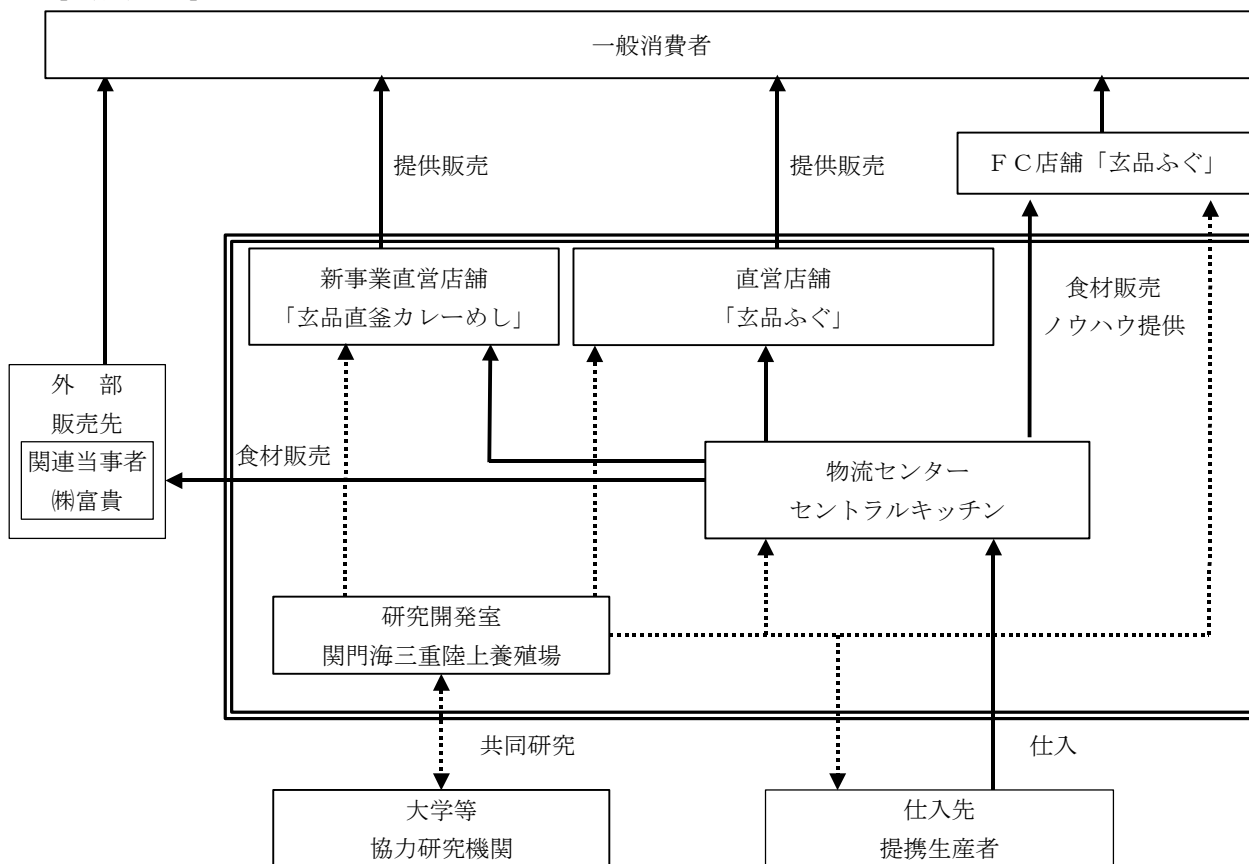 一般消費者
提供販売
提供販売
ＦＣ店舗「玄品ふぐ」
新事業直営店舗
「玄品直釜カレーめし」
直営店舗
「玄品ふぐ」
食材販売
ノウハウ提供
外　部
販売先
関連当事者
㈱富貴
食材販売
物流センター
セントラルキッチン
研究開発室
関門海三重陸上養殖場
共同研究
仕入
大学等
協力研究機関
仕入先
提携生産者